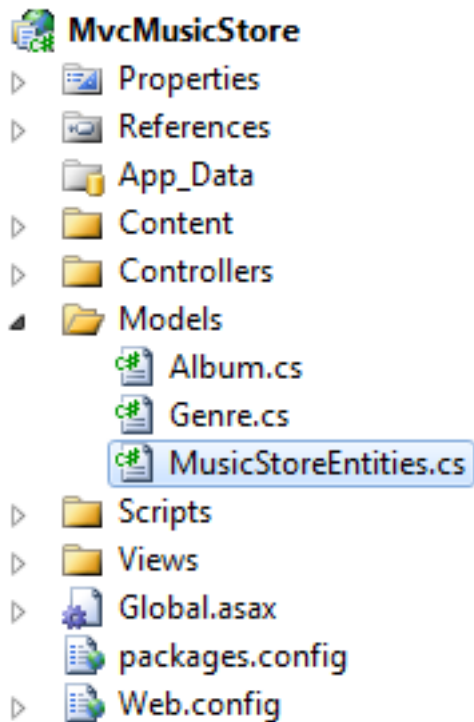 MvcMusicStore
Properties
References
App_Data
Content
Controllers
Models
Album.cs
Genre.cs
MusicStoreEntities.cs
Scripts
Views
Global.asax
packages.config
Web.config